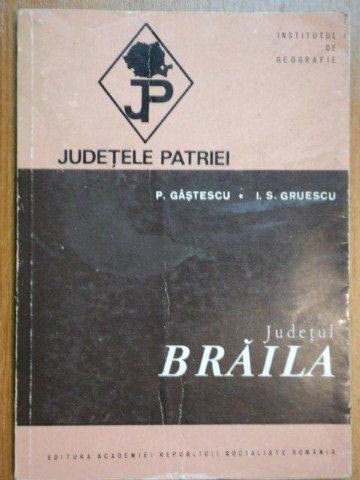 INSTITUTUL
DE
GEOGRAFIE
JP
JUDEȚELE PATRIEI
P. GÂȘTESCU • I. S. GRUESCU
Județul
BRĂILA
EDITURA ACADEMIEI REPUBLICII SOCIALISTE ROMÂNIA